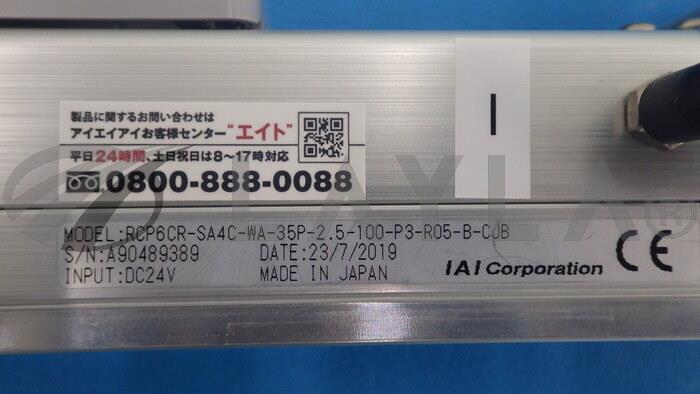 製品に関するお問い合わせは
アイエイアイお客様センター"エイト"
平日24時間、土日祝日は8～17時対応
0800-888-0088
I
MODEL:RCP6CR-SA4C-WA-35P-2.5-100-P3-R05-B-CJB
S/N:A90489389 DATE:23/7/2019
INPUT:DC24V MADE IN JAPAN
IAI Corporation CE
LAYLA®